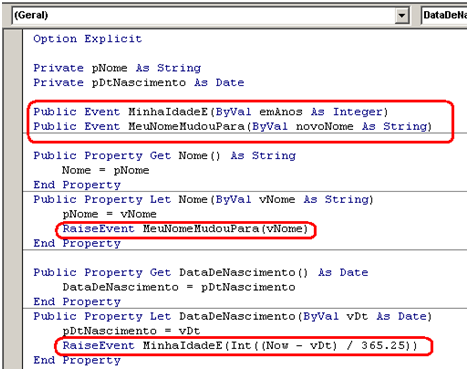 (Geral)
DataDeNa
Option Explicit
Private pNome As String
Private pDtNascimento As Date
Public Event MinhaIdadeE(ByVal emAnos As Integer)
Public Event MeuNomeMudouPara(ByVal novoNome As String)
Public Property Get Nome() As String
Nome = pNome
End Property
Public Property Let Nome(ByVal vNome As String)
pNome = vNome
RaiseEvent MeuNomeMudouPara(vNome)
End Property
Public Property Get DataDeNascimento() As Date
DataDeNascimento = pDtNascimento
End Property
Public Property Let DataDeNascimento(ByVal vDt As Date)
pDtNascimento = vDt
RaiseEvent MinhaIdadeE(Int((Now - vDt) / 365.25))
End Property